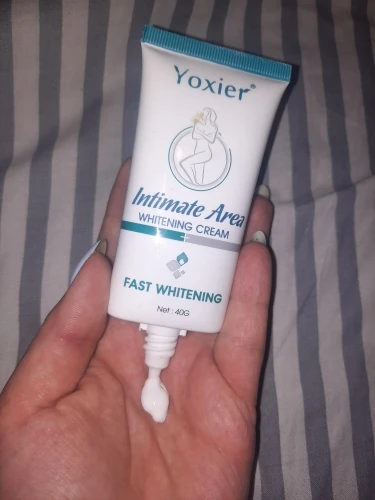 Yoxier®
Intimate Area
WHITENING CREAM
FAST WHITENING
Net : 40G